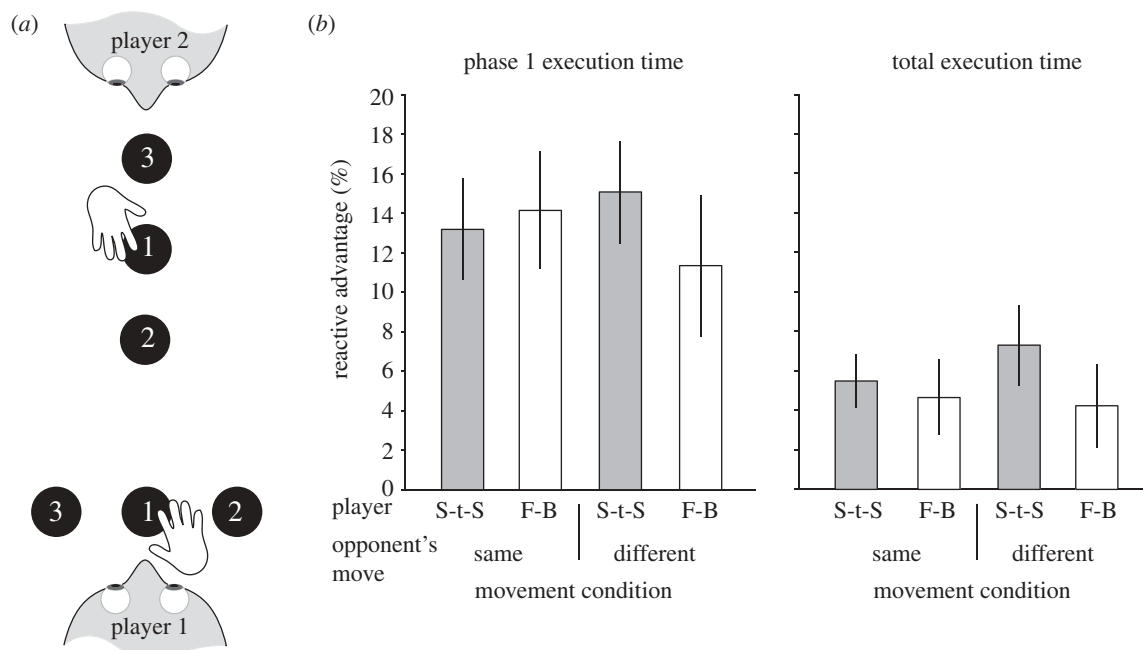 (a)
player 2
3
1
2
3
1
2
player 1
(b)
phase 1 execution time
total execution time
reactive advantage (%)
20
18
16
14
12
10
8
6
4
2
0
player
S-t-S
F-B
S-t-S
F-B
S-t-S
F-B
S-t-S
F-B
opponent's
move
same
different
same
different
movement condition
movement condition